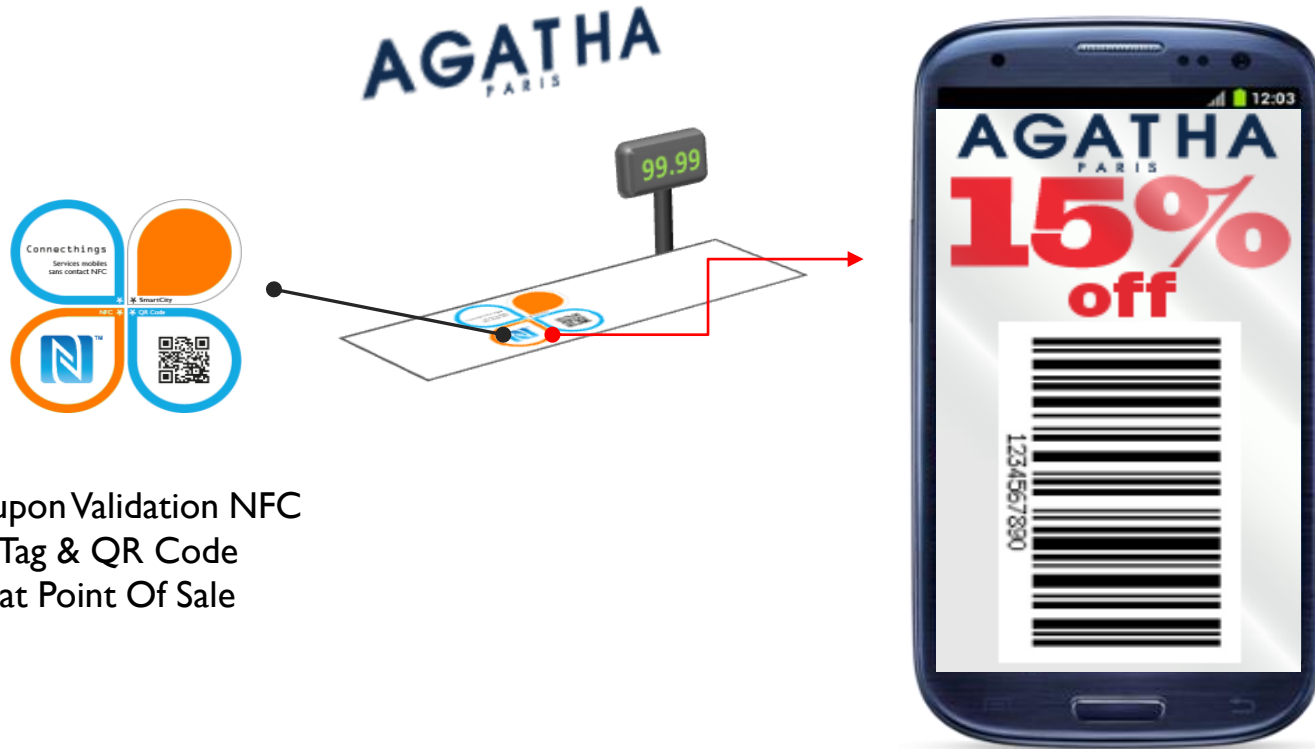 AGATHA
PARIS
99.99
Connecthings
Services mobiles
sans contact NFC
SmartCity
NFC
QR Code
N™
upon Validation NFC
Tag & QR Code
at Point Of Sale
12:03
AGATHA
PARIS
15%
off
1234567890